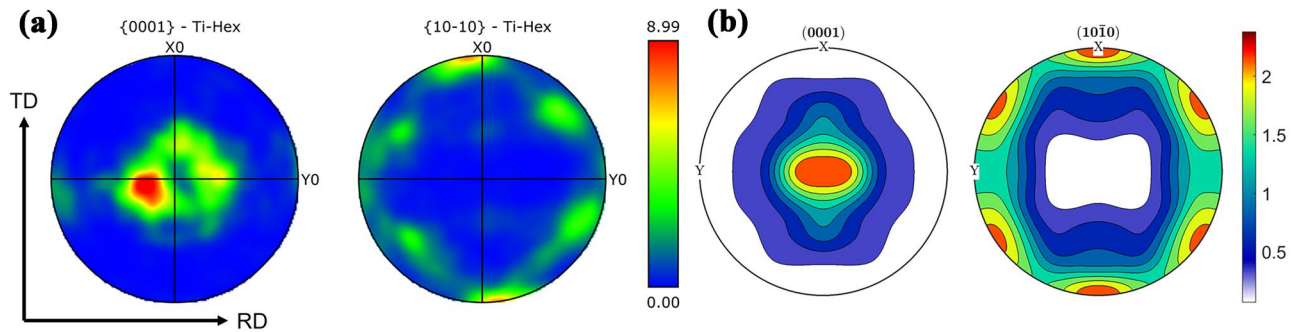 (a)
{0001} - Ti-Hex
X0
Y0
TD
RD
{10-10} - Ti-Hex
X0
Y0
8.99
0.00
(b)
(0001)
X
Y
(101̅0)
X
Y
2
1.5
1
0.5